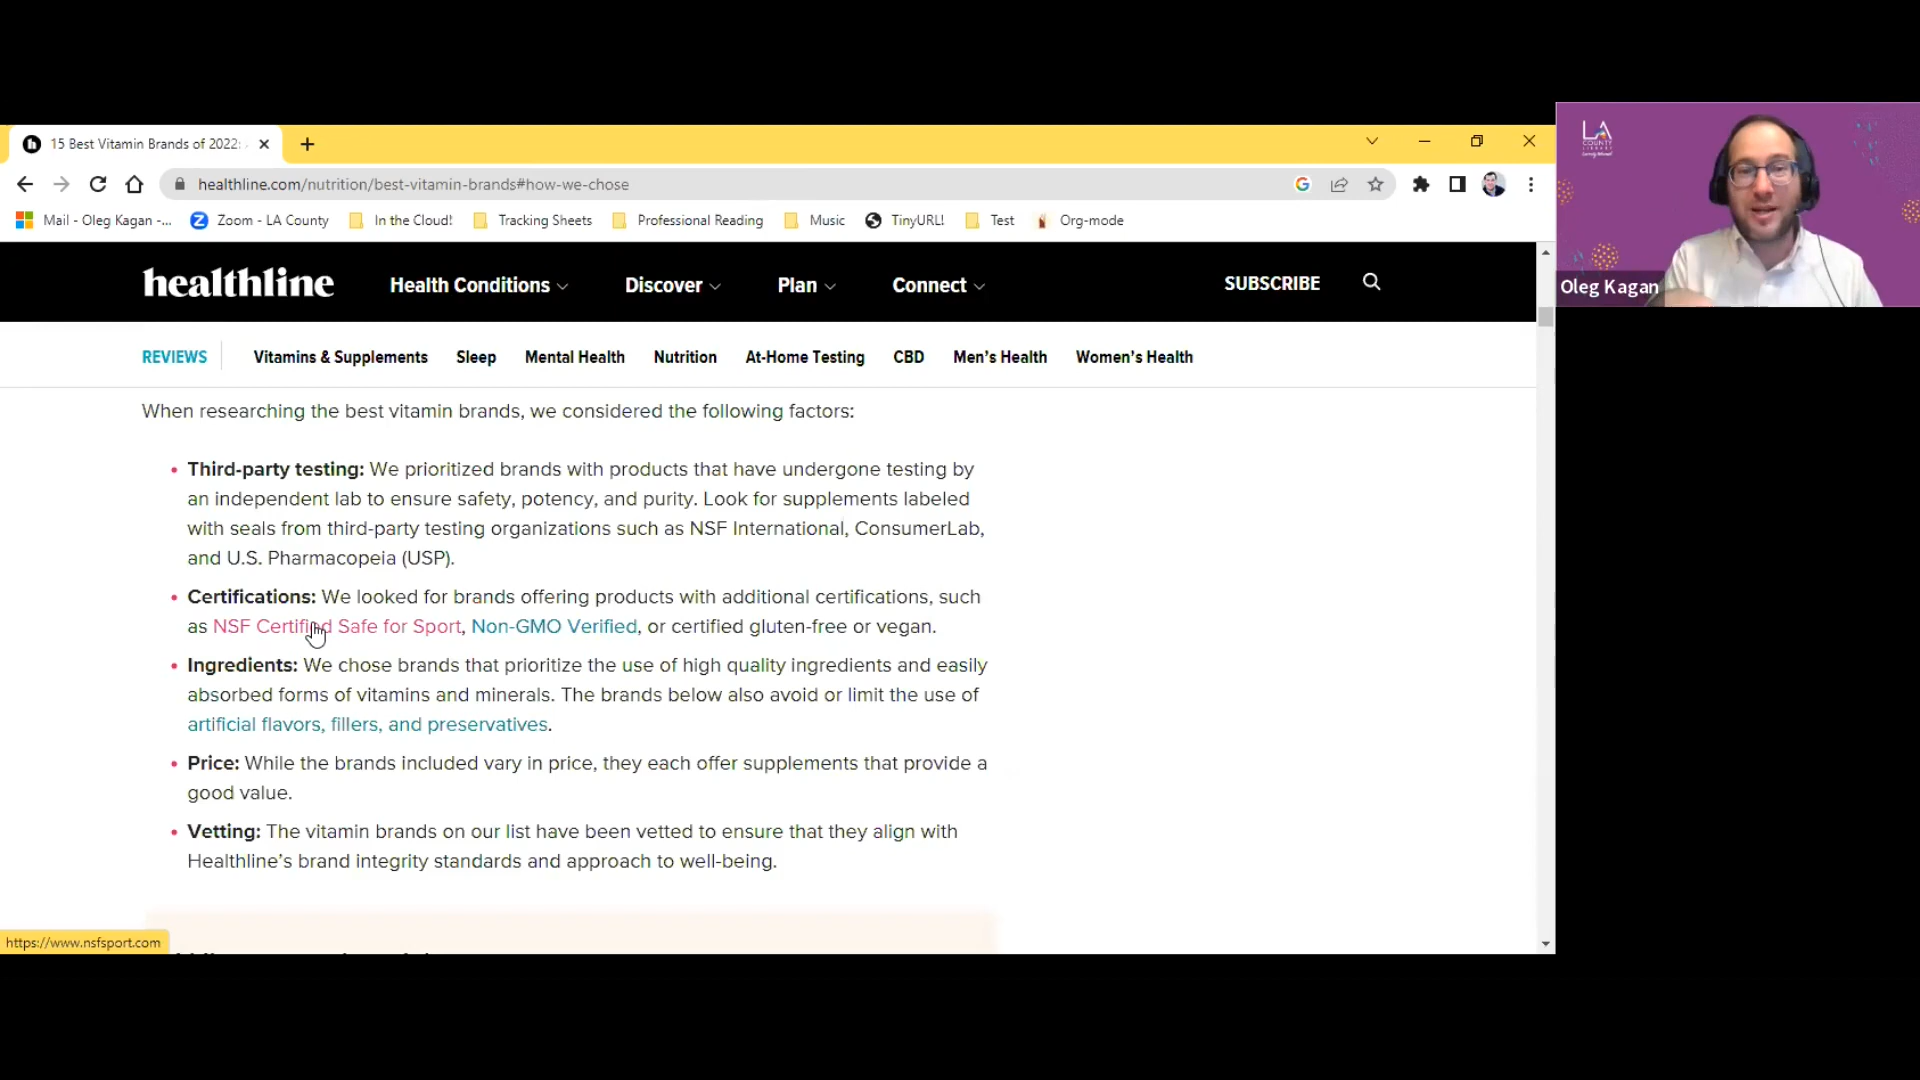 15 Best Vitamin Brands of 2022:
healthline.com/nutrition/best-vitamin-brands#how-we-chose
Mail - Oleg Kagan -... Zoom - LA County In the Cloud! Tracking Sheets Professional Reading Music TinyURL! Test Org-mode
LA
COUNTY
LIBRARY
Oleg Kagan
healthline Health Conditions Discover Plan Connect SUBSCRIBE
REVIEWS Vitamins & Supplements Sleep Mental Health Nutrition At-Home Testing CBD Men's Health Women's Health
When researching the best vitamin brands, we considered the following factors:
• Third-party testing: We prioritized brands with products that have undergone testing by
an independent lab to ensure safety, potency, and purity. Look for supplements labeled
with seals from third-party testing organizations such as NSF International, ConsumerLab,
and U.S. Pharmacopeia (USP).
• Certifications: We looked for brands offering products with additional certifications, such
as NSF Certified Safe for Sport, Non-GMO Verified, or certified gluten-free or vegan.
• Ingredients: We chose brands that prioritize the use of high quality ingredients and easily
absorbed forms of vitamins and minerals. The brands below also avoid or limit the use of
artificial flavors, fillers, and preservatives.
• Price: While the brands included vary in price, they each offer supplements that provide a
good value.
• Vetting: The vitamin brands on our list have been vetted to ensure that they align with
Healthline's brand integrity standards and approach to well-being.
https://www.nsfsport.com